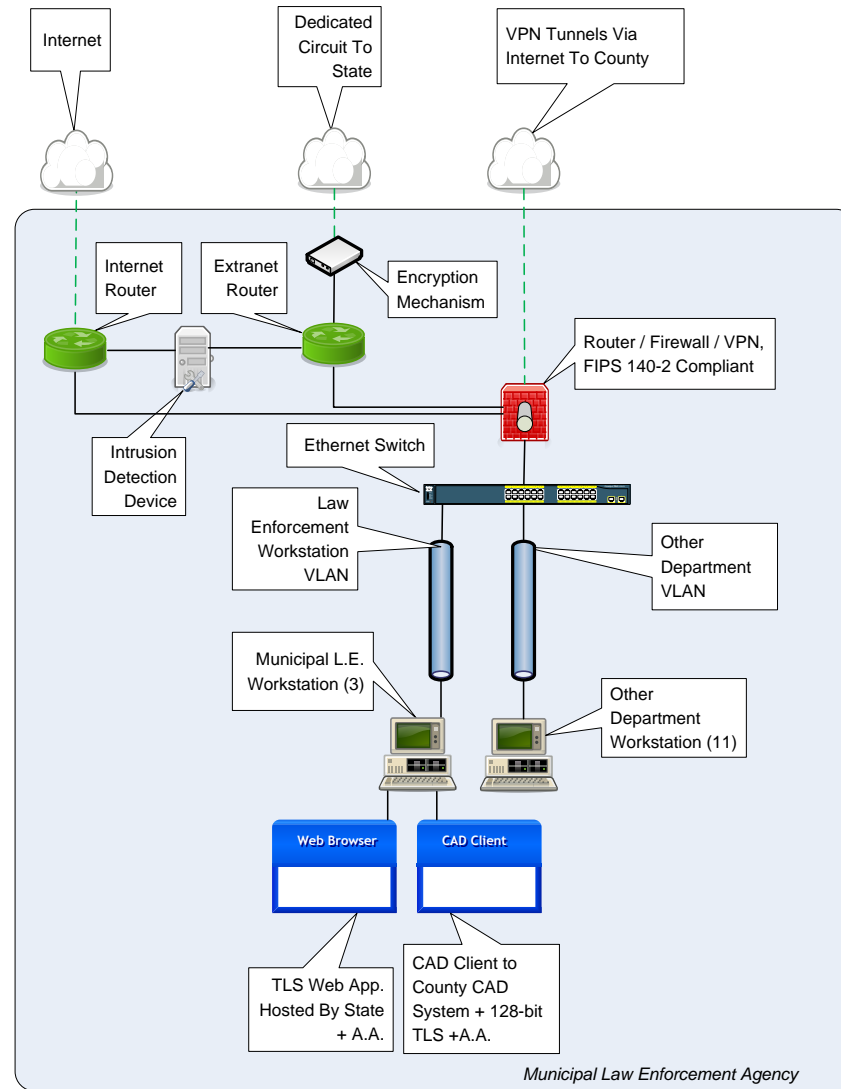 Internet
Dedicated
Circuit To
State
VPN Tunnels Via
Internet To County
Internet
Router
Extranet
Router
Encryption
Mechanism
Router / Firewall / VPN,
FIPS 140-2 Compliant
Intrusion
Detection
Device
Ethernet Switch
Law
Enforcement
Workstation
VLAN
Other
Department
VLAN
Municipal L.E.
Workstation (3)
Other
Department
Workstation (11)
Web Browser
CAD Client
TLS Web App.
Hosted By State
+ A.A.
CAD Client to
County CAD
System + 128-bit
TLS +A.A.
Municipal Law Enforcement Agency